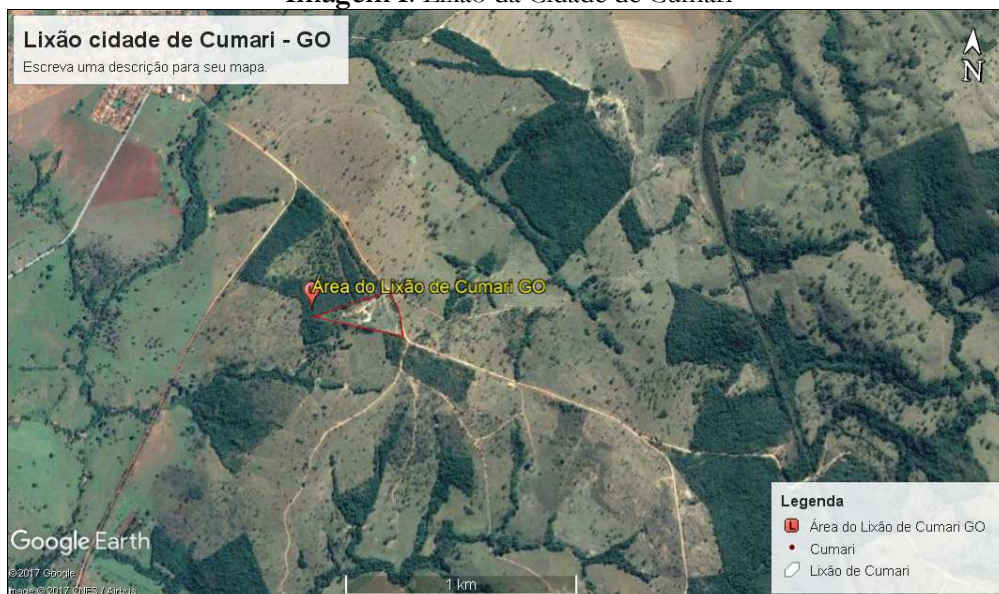 Imagem 1: Lixão da Cidade de Cumari
Lixão cidade de Cumari - GO
Escreva uma descrição para seu mapa.
N
Área do Lixão de Cumari GO
Legenda
L Área do Lixão de Cumari GO
Cumari
Lixão de Cumari
Google Earth
©2017 Google
Image © 2017 CNES / Airbus
1 km